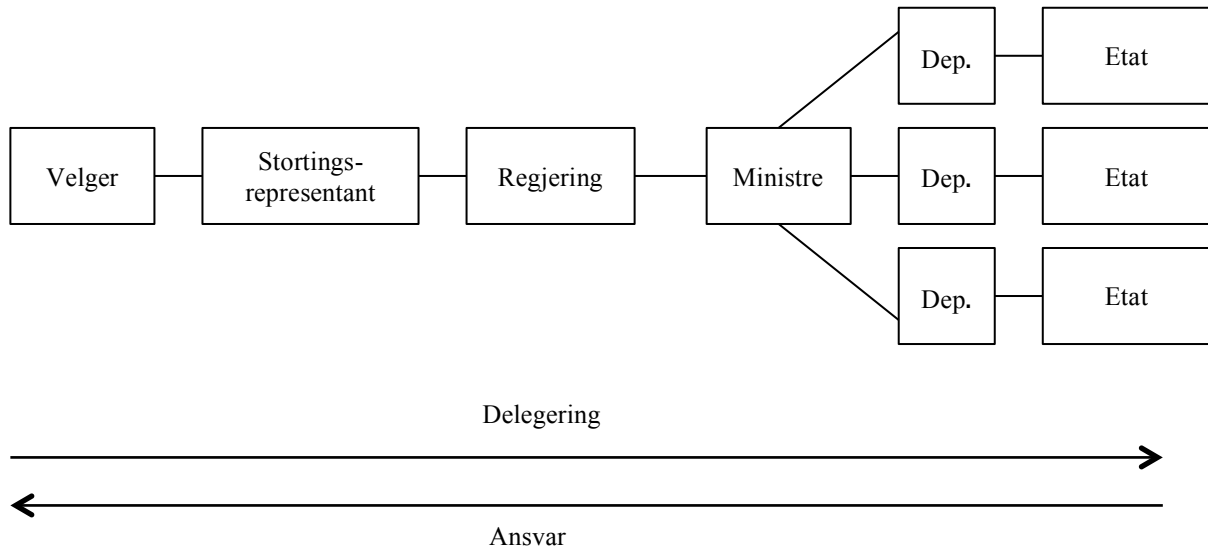 Dep.
Etat
Velger
Stortings-
representant
Regjering
Ministre
Dep.
Etat
Dep.
Etat
Delegering
Ansvar